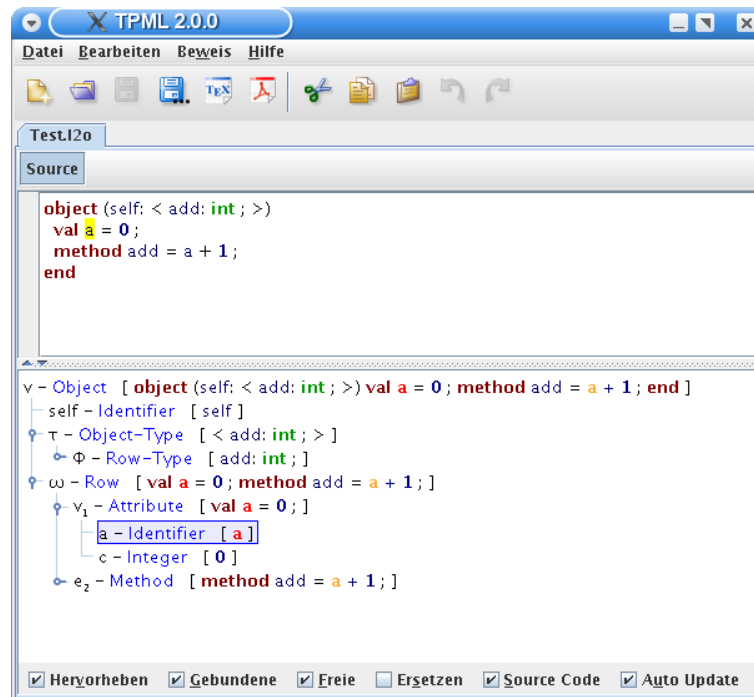 TPML 2.0.0
Datei Bearbeiten Beweis Hilfe
TEX
Test.l2o
Source
object (self: < add: int ; >)
val a = 0 ;
method add = a + 1 ;
end
v – Object [ object (self: < add: int ; >) val a = 0 ; method add = a + 1 ; end ]
self – Identifier [ self ]
τ – Object-Type [ < add: int ; > ]
Φ – Row-Type [ add: int ; ]
ω – Row [ val a = 0 ; method add = a + 1 ; ]
v₁ – Attribute [ val a = 0 ; ]
a – Identifier [ a ]
c – Integer [ 0 ]
e₂ – Method [ method add = a + 1 ; ]
Hervorheben Gebundene Freie Ersetzen Source Code Auto Update